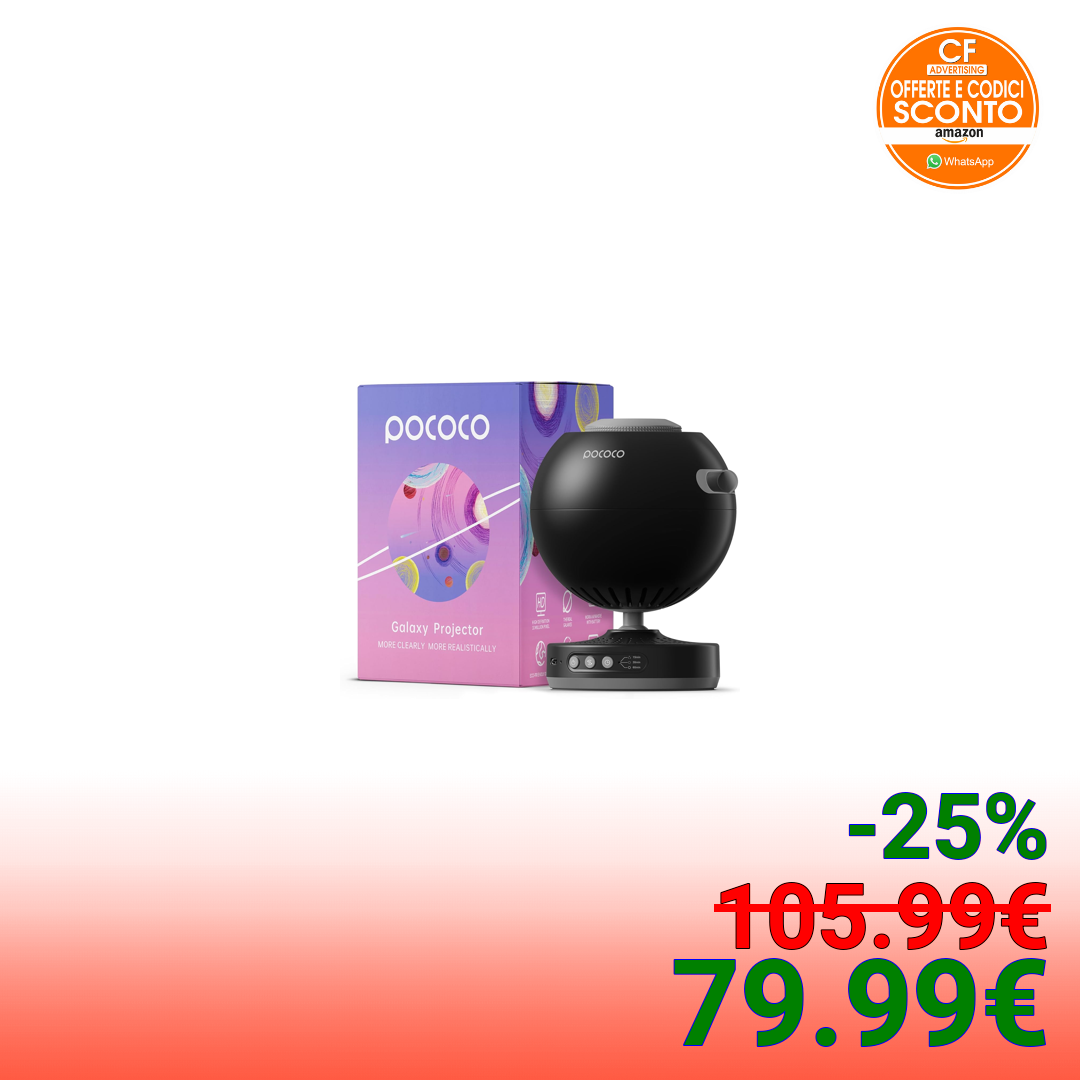 CF
ADVERTISING
OFFERTE E CODICI
SCONTO
amazon
WhatsApp
pococo
pococo
Galaxy Projector
MORE CLEARLY MORE REALISTICALLY
HD
-25%
105.99€
79.99€